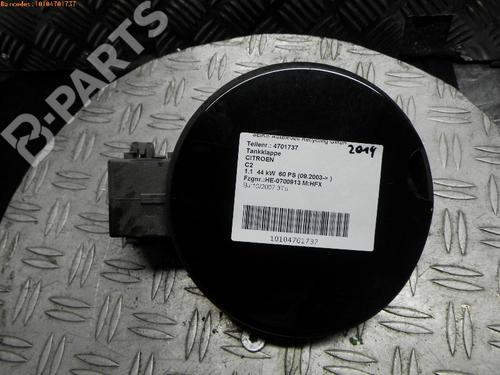 Barcodes:10104701737
B-PARTS
Teilenr.: 4701737
2014
Tankklappe
CITROEN
C2
1.1 44 kW 60 PS (09.2003-> )
Fzgnr.:HE-0700913 M:HFX
10104701737